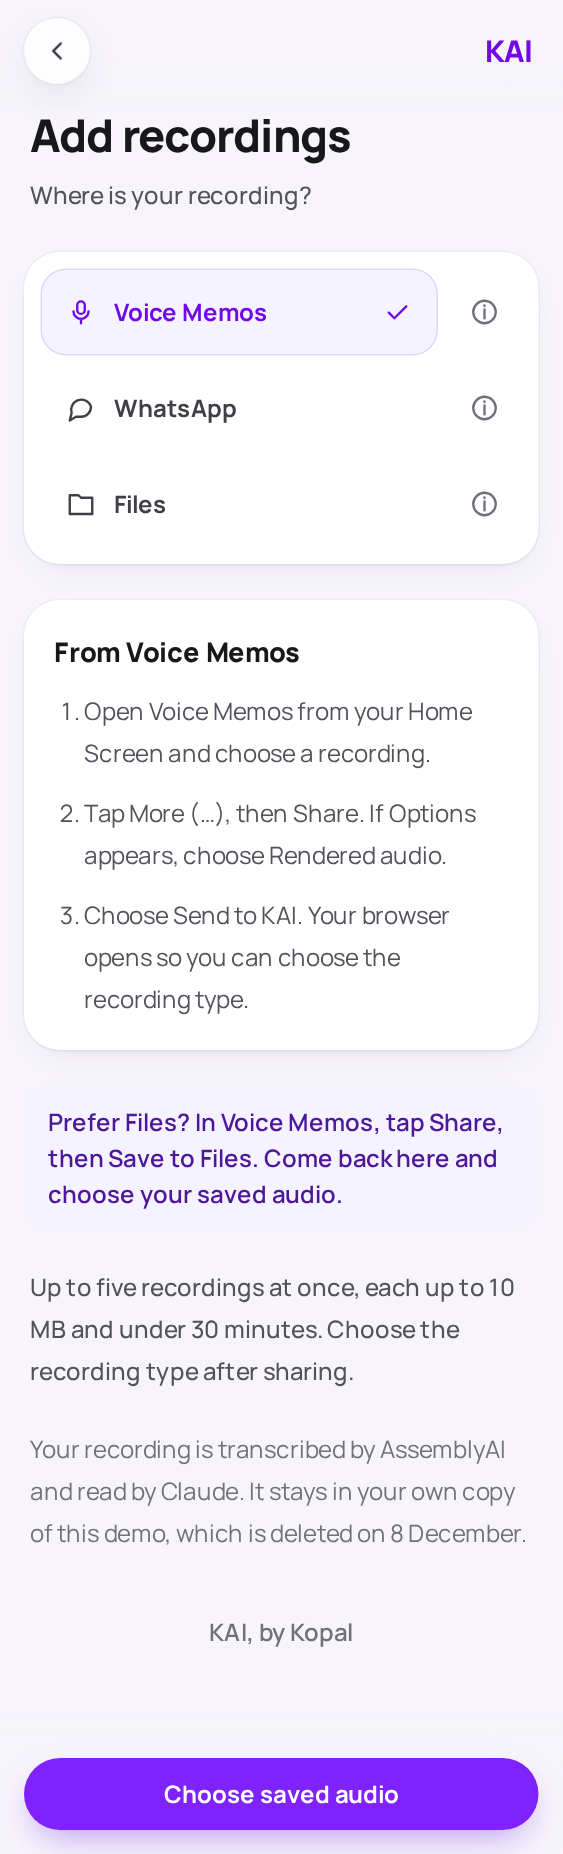 KAI
Add recordings
Where is your recording?
Voice Memos
WhatsApp
Files
From Voice Memos
1. Open Voice Memos from your Home
Screen and choose a recording.
2. Tap More (…), then Share. If Options
appears, choose Rendered audio.
3. Choose Send to KAI. Your browser
opens so you can choose the
recording type.
Prefer Files? In Voice Memos, tap Share,
then Save to Files. Come back here and
choose your saved audio.
Up to five recordings at once, each up to 10
MB and under 30 minutes. Choose the
recording type after sharing.
Your recording is transcribed by AssemblyAI
and read by Claude. It stays in your own copy
of this demo, which is deleted on 8 December.
KAI, by Kopal
Choose saved audio